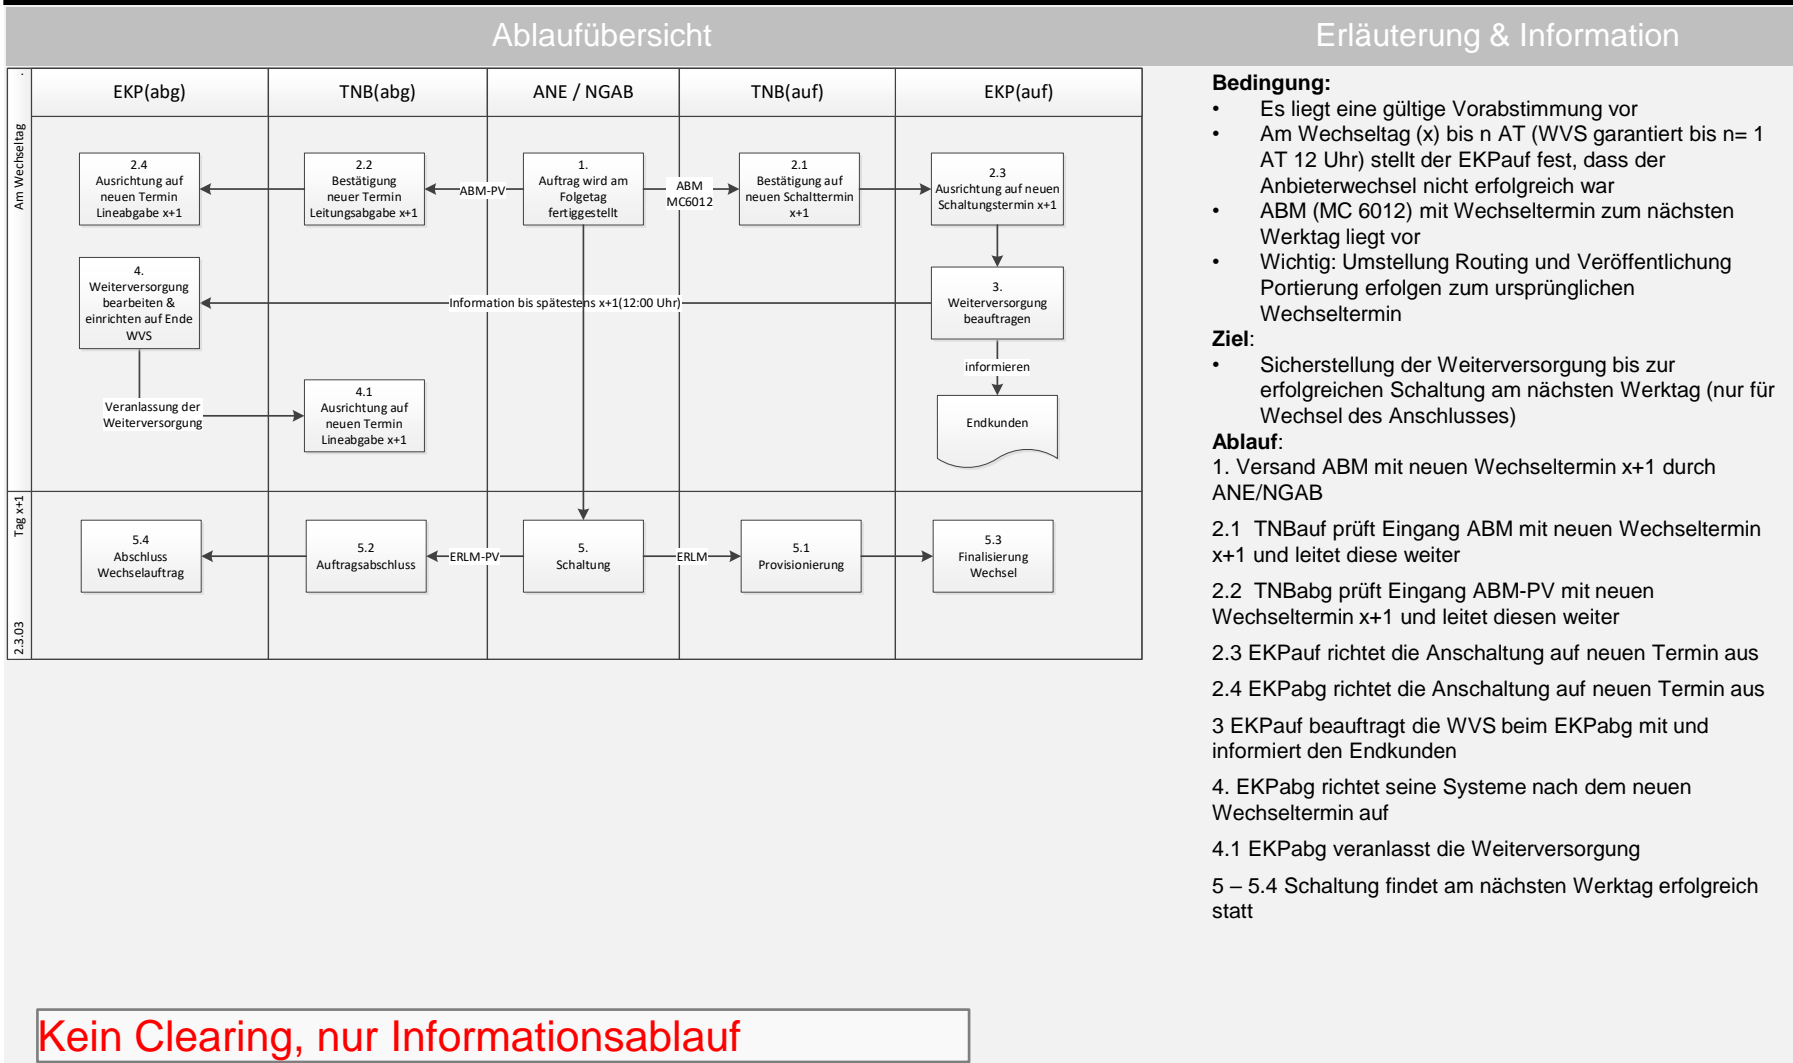 Ablaufübersicht
Erläuterung & Information
EKP(abg)
TNB(abg)
ANE / NGAB
TNB(auf)
EKP(auf)
Am Wechseltag
2.4
Ausrichtung auf
neuen Termin
Lineabgabe x+1
2.2
Bestätigung
neuer Termin
Leitungsabgabe x+1
ABM-PV
1.
Auftrag wird am
Folgetag
fertiggestellt
ABM
MC6012
2.1
Bestätigung auf
neuen Schalttermin
x+1
2.3
Ausrichtung auf neuen
Schaltungstermin x+1
4.
Weiterversorgung
bearbeiten &
einrichten auf Ende
WVS
Information bis spätestens x+1(12:00 Uhr)
3.
Weiterversorgung
beauftragen
informieren
Endkunden
Veranlassung der
Weiterversorgung
4.1
Ausrichtung auf
neuen Termin
Lineabgabe x+1
Tag x+1
5.4
Abschluss
Wechselauftrag
5.2
Auftragsabschluss
ERLM-PV
5.
Schaltung
ERLM
5.1
Provisionierung
5.3
Finalisierung
Wechsel
2.3.03
Bedingung:
• Es liegt eine gültige Vorabstimmung vor
• Am Wechseltag (x) bis n AT (WVS garantiert bis n= 1
AT 12 Uhr) stellt der EKPauf fest, dass der
Anbieterwechsel nicht erfolgreich war
• ABM (MC 6012) mit Wechseltermin zum nächsten
Werktag liegt vor
• Wichtig: Umstellung Routing und Veröffentlichung
Portierung erfolgen zum ursprünglichen
Wechseltermin
Ziel:
• Sicherstellung der Weiterversorgung bis zur
erfolgreichen Schaltung am nächsten Werktag (nur für
Wechsel des Anschlusses)
Ablauf:
1. Versand ABM mit neuen Wechseltermin x+1 durch
ANE/NGAB
2.1 TNBauf prüft Eingang ABM mit neuen Wechseltermin
x+1 und leitet diese weiter
2.2 TNBabg prüft Eingang ABM-PV mit neuen
Wechseltermin x+1 und leitet diesen weiter
2.3 EKPauf richtet die Anschaltung auf neuen Termin aus
2.4 EKPabg richtet die Anschaltung auf neuen Termin aus
3 EKPauf beauftragt die WVS beim EKPabg mit und
informiert den Endkunden
4. EKPabg richtet seine Systeme nach dem neuen
Wechseltermin auf
4.1 EKPabg veranlasst die Weiterversorgung
5 – 5.4 Schaltung findet am nächsten Werktag erfolgreich
statt
Kein Clearing, nur Informationsablauf